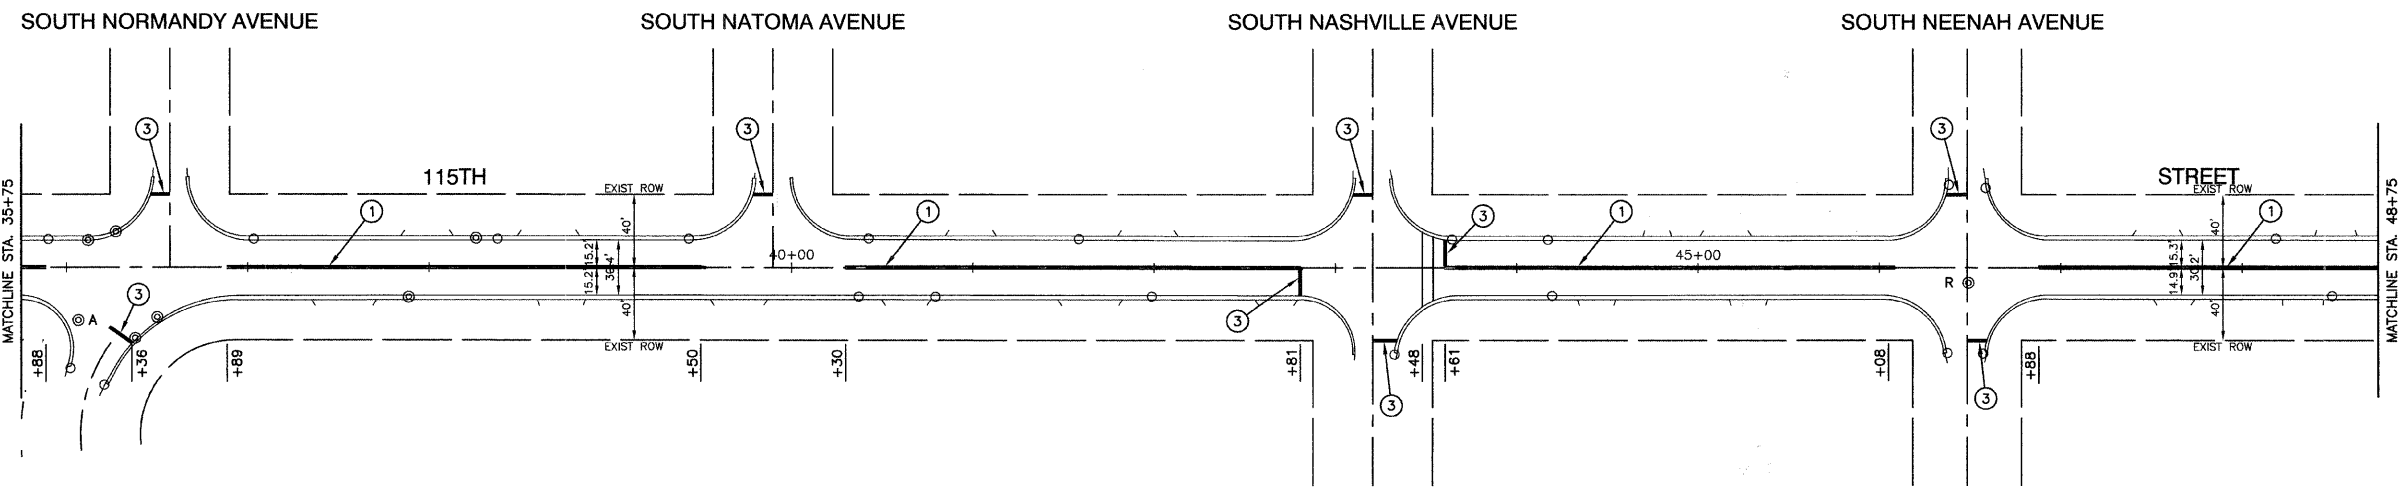 SOUTH NORMANDY AVENUE
SOUTH NATOMA AVENUE
SOUTH NASHVILLE AVENUE
SOUTH NEENAH AVENUE
3
3
3
3
115TH
STREET
EXIST ROW
EXIST ROW
MATCHLINE STA. 35+75
MATCHLINE STA. 48+75
1
1
3
1
1
40'
40'
15.2'
30.4'
15.3'
30.2'
40+00
45+00
15.2'
14.9'
R
3
A
40'
40'
3
EXIST ROW
EXIST ROW
+88
+36
+89
+50
+30
+81
+48
+61
+08
+88
3
3